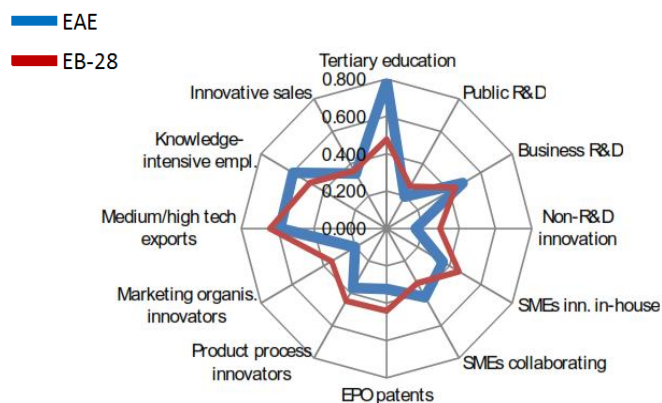 EAE
EB-28
Tertiary education
0.800
0.600
0.400
0.200
0.000
Public R&D
Business R&D
Non-R&D
innovation
SMEs inn. in-house
SMEs collaborating
EPO patents
Product process
innovators
Marketing organis.
innovators
Medium/high tech
exports
Knowledge-
intensive empl.
Innovative sales